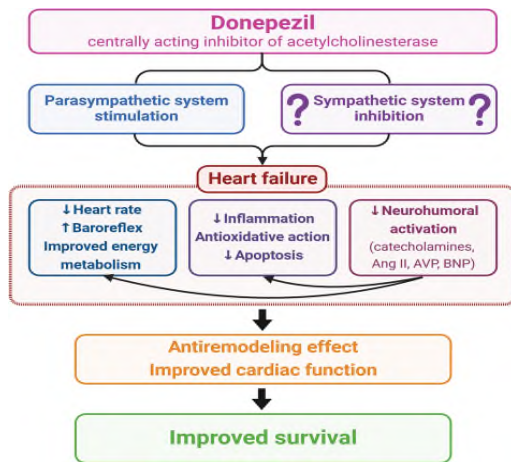 Donepezil
centrally acting inhibitor of acetylcholinesterase
Parasympathetic system
stimulation
? Sympathetic system ?
inhibition
Heart failure
↓ Heart rate
↑ Baroreflex
Improved energy
metabolism
↓ Inflammation
Antioxidative action
↓ Apoptosis
↓ Neurohumoral
activation
(catecholamines,
Ang II, AVP, BNP)
Antiremodeling effect
Improved cardiac function
Improved survival